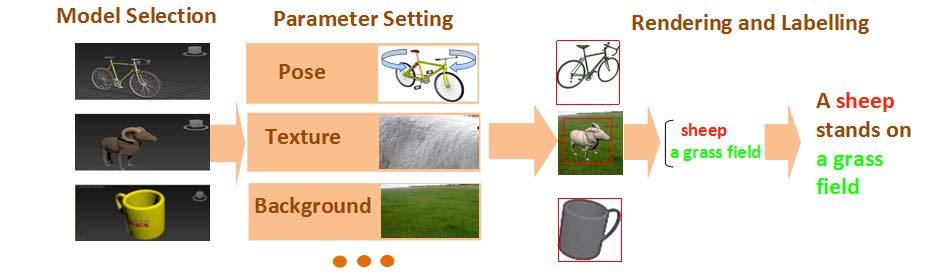 Model Selection
Parameter Setting
Rendering and Labelling
Pose
Texture
Background
sheep
a grass field
A sheep
stands on
a grass
field